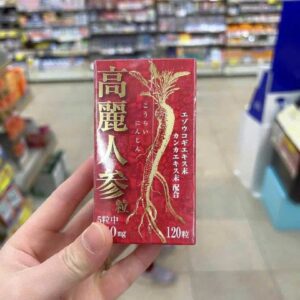 高麗人参粒
こうらい
にんじん
エゾウコギエキス末
カンカエキス末 配合
5粒中
0mg
120粒